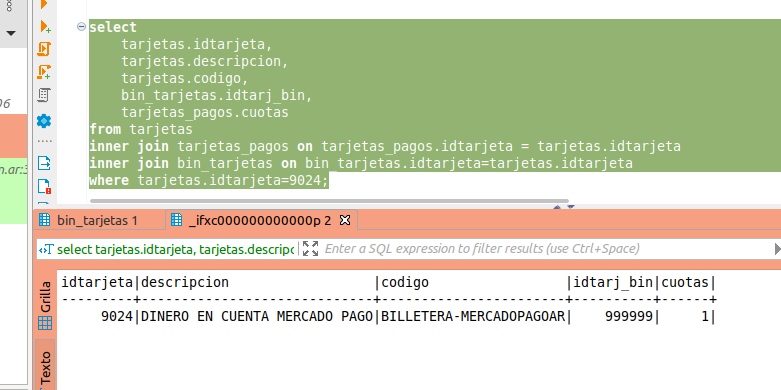 select
tarjetas.idtarjeta,
tarjetas.descripcion,
tarjetas.codigo,
bin_tarjetas.idtarj_bin,
tarjetas_pagos.cuotas
from tarjetas
inner join tarjetas_pagos on tarjetas_pagos.idtarjeta = tarjetas.idtarjeta
inner join bin_tarjetas on bin_tarjetas.idtarjeta=tarjetas.idtarjeta
where tarjetas.idtarjeta=9024;
06
n.ar:3
bin_tarjetas 1 _ifxc000000000000p 2
select tarjetas.idtarjeta, tarjetas.descripc Enter a SQL expression to filter results (use Ctrl+Space)
Grilla
Texto
idtarjeta|descripcion |codigo |idtarj_bin|cuotas|
---------+----------------------------+-----------------------+----------+------+
9024|DINERO EN CUENTA MERCADO PAGO|BILLETERA-MERCADOPAGOAR| 999999| 1|